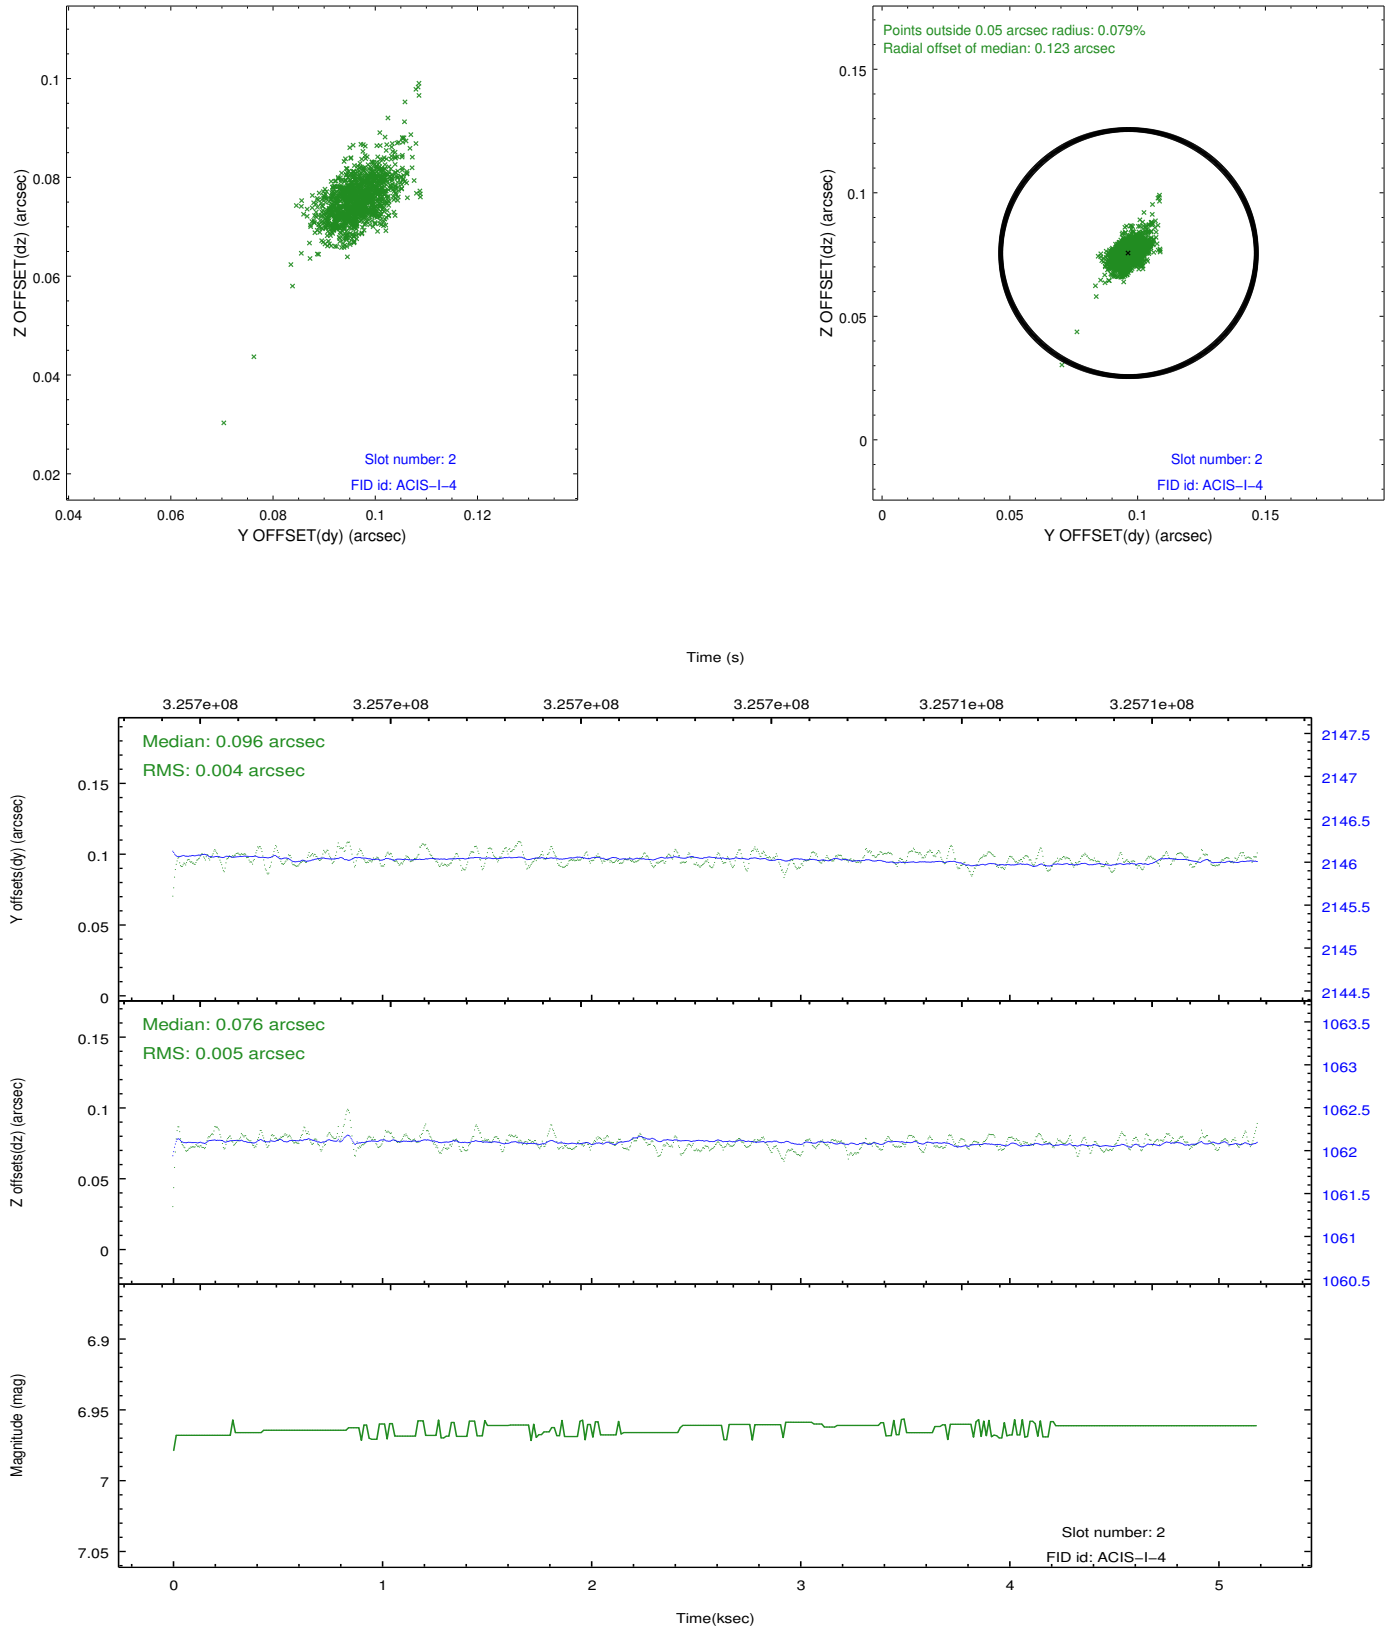 0.1
0.08
0.06
0.04
0.02
Z OFFSET(dz) (arcsec)
Slot number: 2
FID id: ACIS−I−4
0.04
0.06
0.08
0.1
0.12
Y OFFSET(dy) (arcsec)
Points outside 0.05 arcsec radius: 0.079%
Radial offset of median: 0.123 arcsec
0.15
0.1
0.05
0
Z OFFSET(dz) (arcsec)
Slot number: 2
FID id: ACIS−I−4
0
0.05
0.1
0.15
Y OFFSET(dy) (arcsec)
Time (s)
3.257e+08
3.257e+08
3.257e+08
3.257e+08
3.2571e+08
3.2571e+08
Median: 0.096 arcsec
RMS: 0.004 arcsec
0.15
0.1
0.05
0
Y offsets(dy) (arcsec)
2147.5
2147
2146.5
2146
2145.5
2145
2144.5
Median: 0.076 arcsec
RMS: 0.005 arcsec
0.15
0.1
0.05
0
Z offsets(dz) (arcsec)
1063.5
1063
1062.5
1062
1061.5
1061
1060.5
6.9
6.95
7
7.05
Magnitude (mag)
Slot number: 2
FID id: ACIS−I−4
0
1
2
3
4
5
Time(ksec)